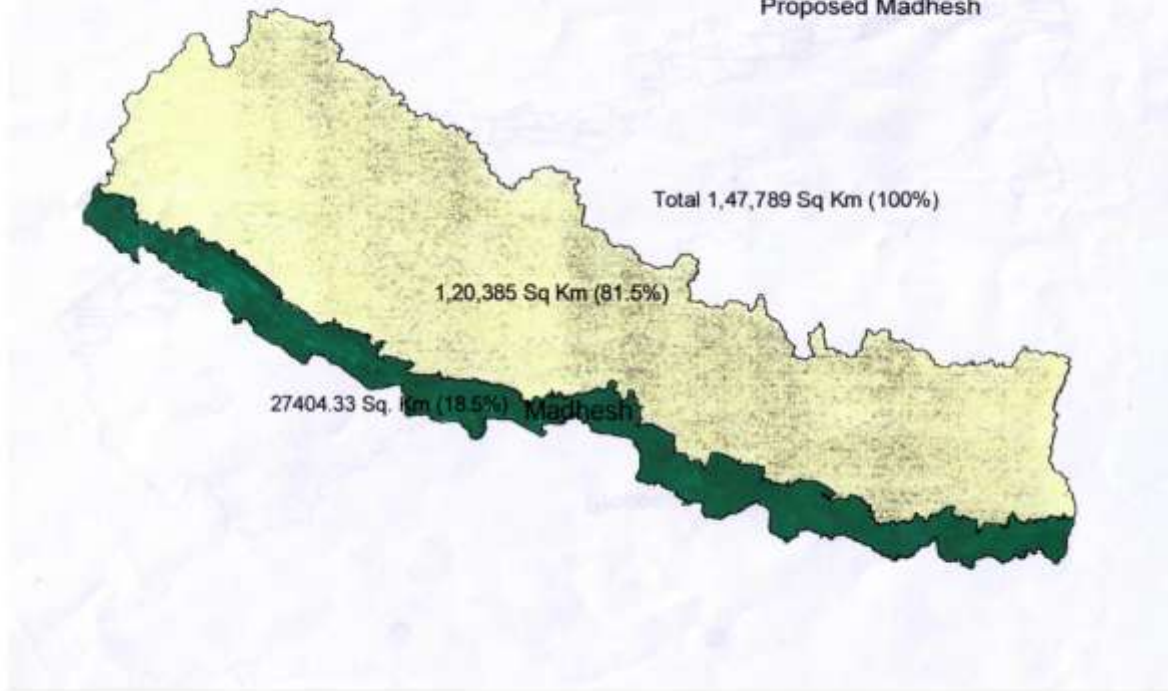 Proposed Madhesh
Total 1,47,789 Sq Km (100%)
1,20,385 Sq Km (81.5%)
27404.33 Sq. Km (18.5%) Madhesh